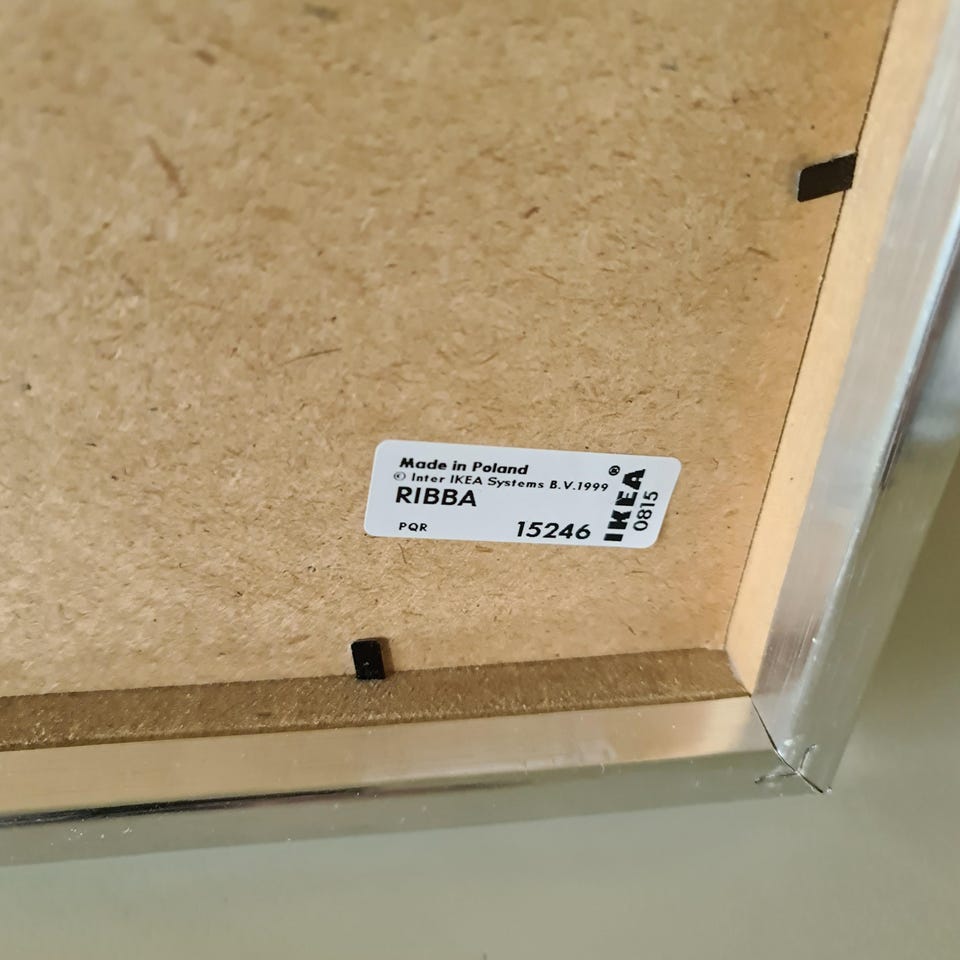 Made in Poland
© Inter IKEA Systems B.V.1999
RIBBA
PQR 15246
IKEA®
0815